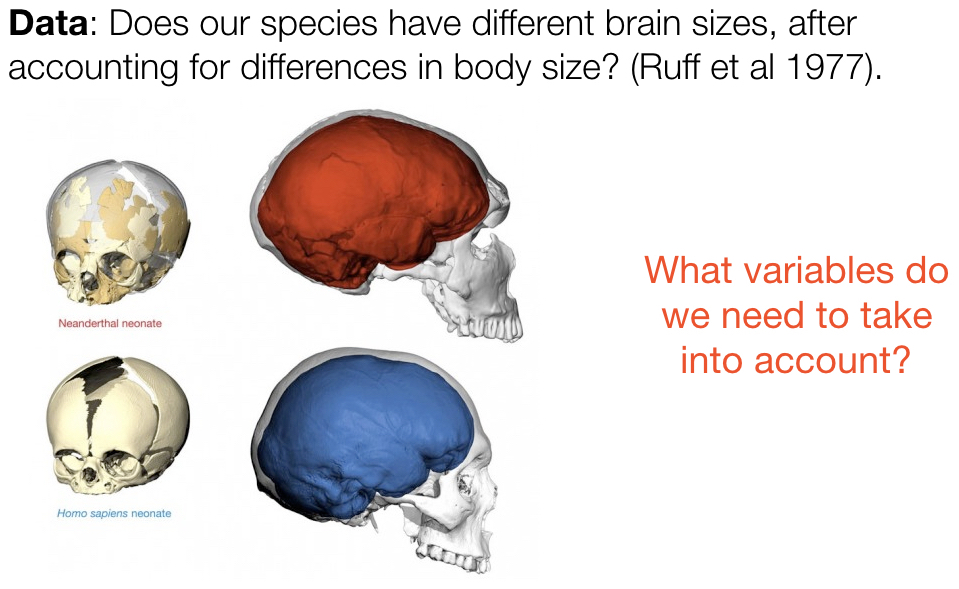 Data: Does our species have different brain sizes, after
accounting for differences in body size? (Ruff et al 1977).
Neanderthal neonate
What variables do
we need to take
into account?
Homo sapiens neonate